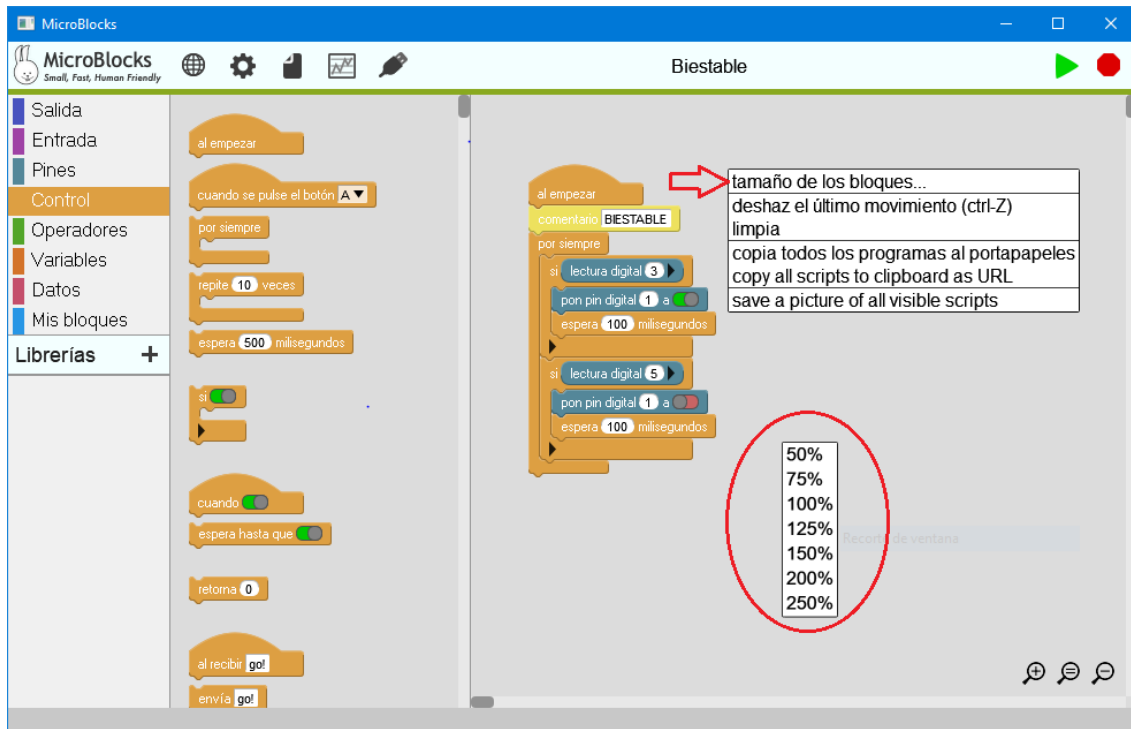 MicroBlocks
MicroBlocks
Small, Fast, Human Friendly
Biestable
Salida
Entrada
Pines
Control
Operadores
Variables
Datos
Mis bloques
Librerías +
al empezar
cuando se pulse el botón A
por siempre
repite 10 veces
espera 500 milisegundos
si
cuando
espera hasta que
retorna 0
al recibir go!
envía go!
al empezar
comentario BIESTABLE
por siempre
si lectura digital 3
pon pin digital 1 a
espera 100 milisegundos
si lectura digital 5
pon pin digital 1 a
espera 100 milisegundos
tamaño de los bloques...
deshaz el último movimiento (ctrl-Z)
limpia
copia todos los programas al portapapeles
copy all scripts to clipboard as URL
save a picture of all visible scripts
50%
75%
100%
125%
150%
200%
250%
Recorte de ventana